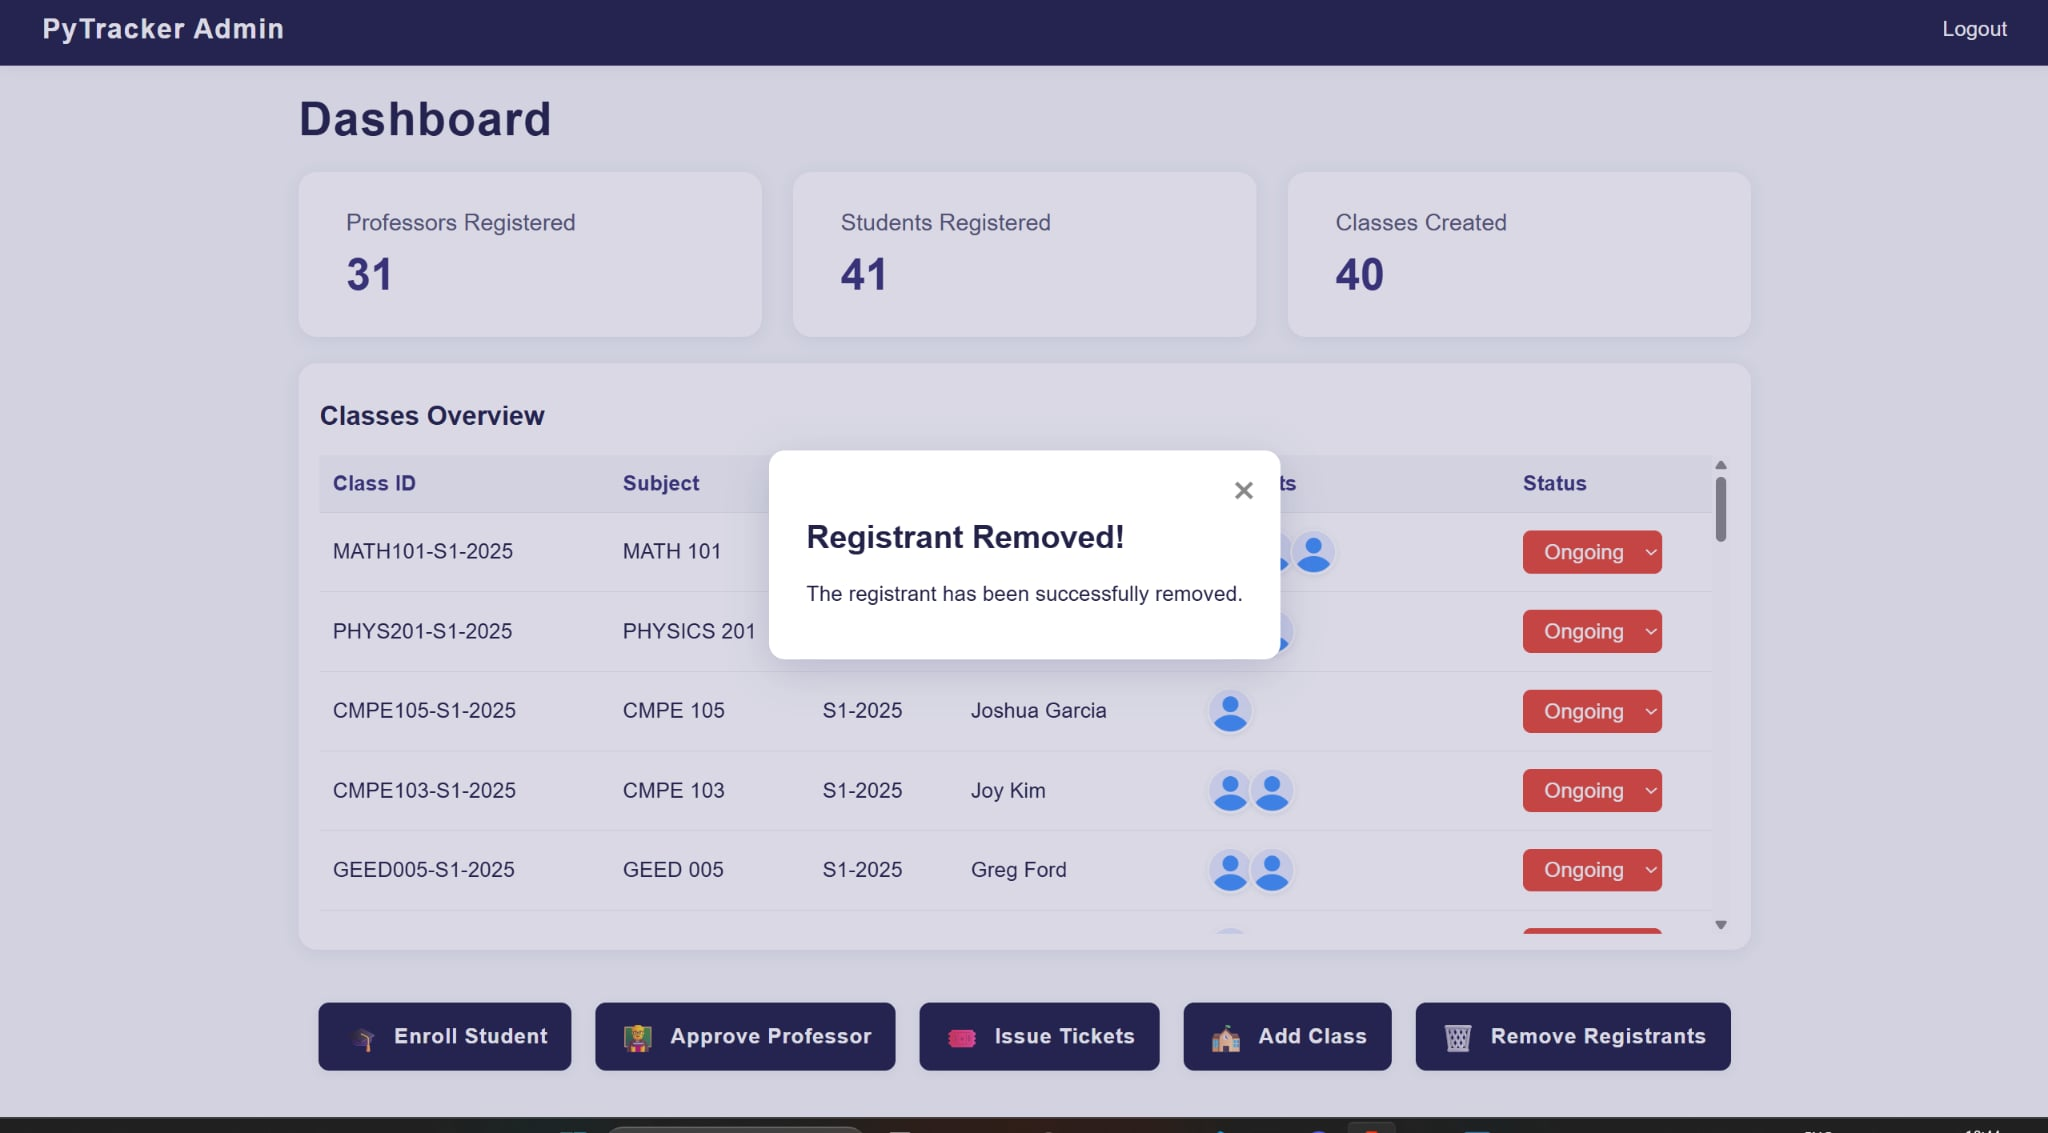 PyTracker Admin
Logout
Dashboard
Professors Registered
31
Students Registered
41
Classes Created
40
Classes Overview
Class ID Subject Status
Registrant Removed!
The registrant has been successfully removed.
MATH101-S1-2025 MATH 101 Ongoing
PHYS201-S1-2025 PHYSICS 201 Ongoing
CMPE105-S1-2025 CMPE 105 S1-2025 Joshua Garcia Ongoing
CMPE103-S1-2025 CMPE 103 S1-2025 Joy Kim Ongoing
GEED005-S1-2025 GEED 005 S1-2025 Greg Ford Ongoing
Enroll Student Approve Professor Issue Tickets Add Class Remove Registrants